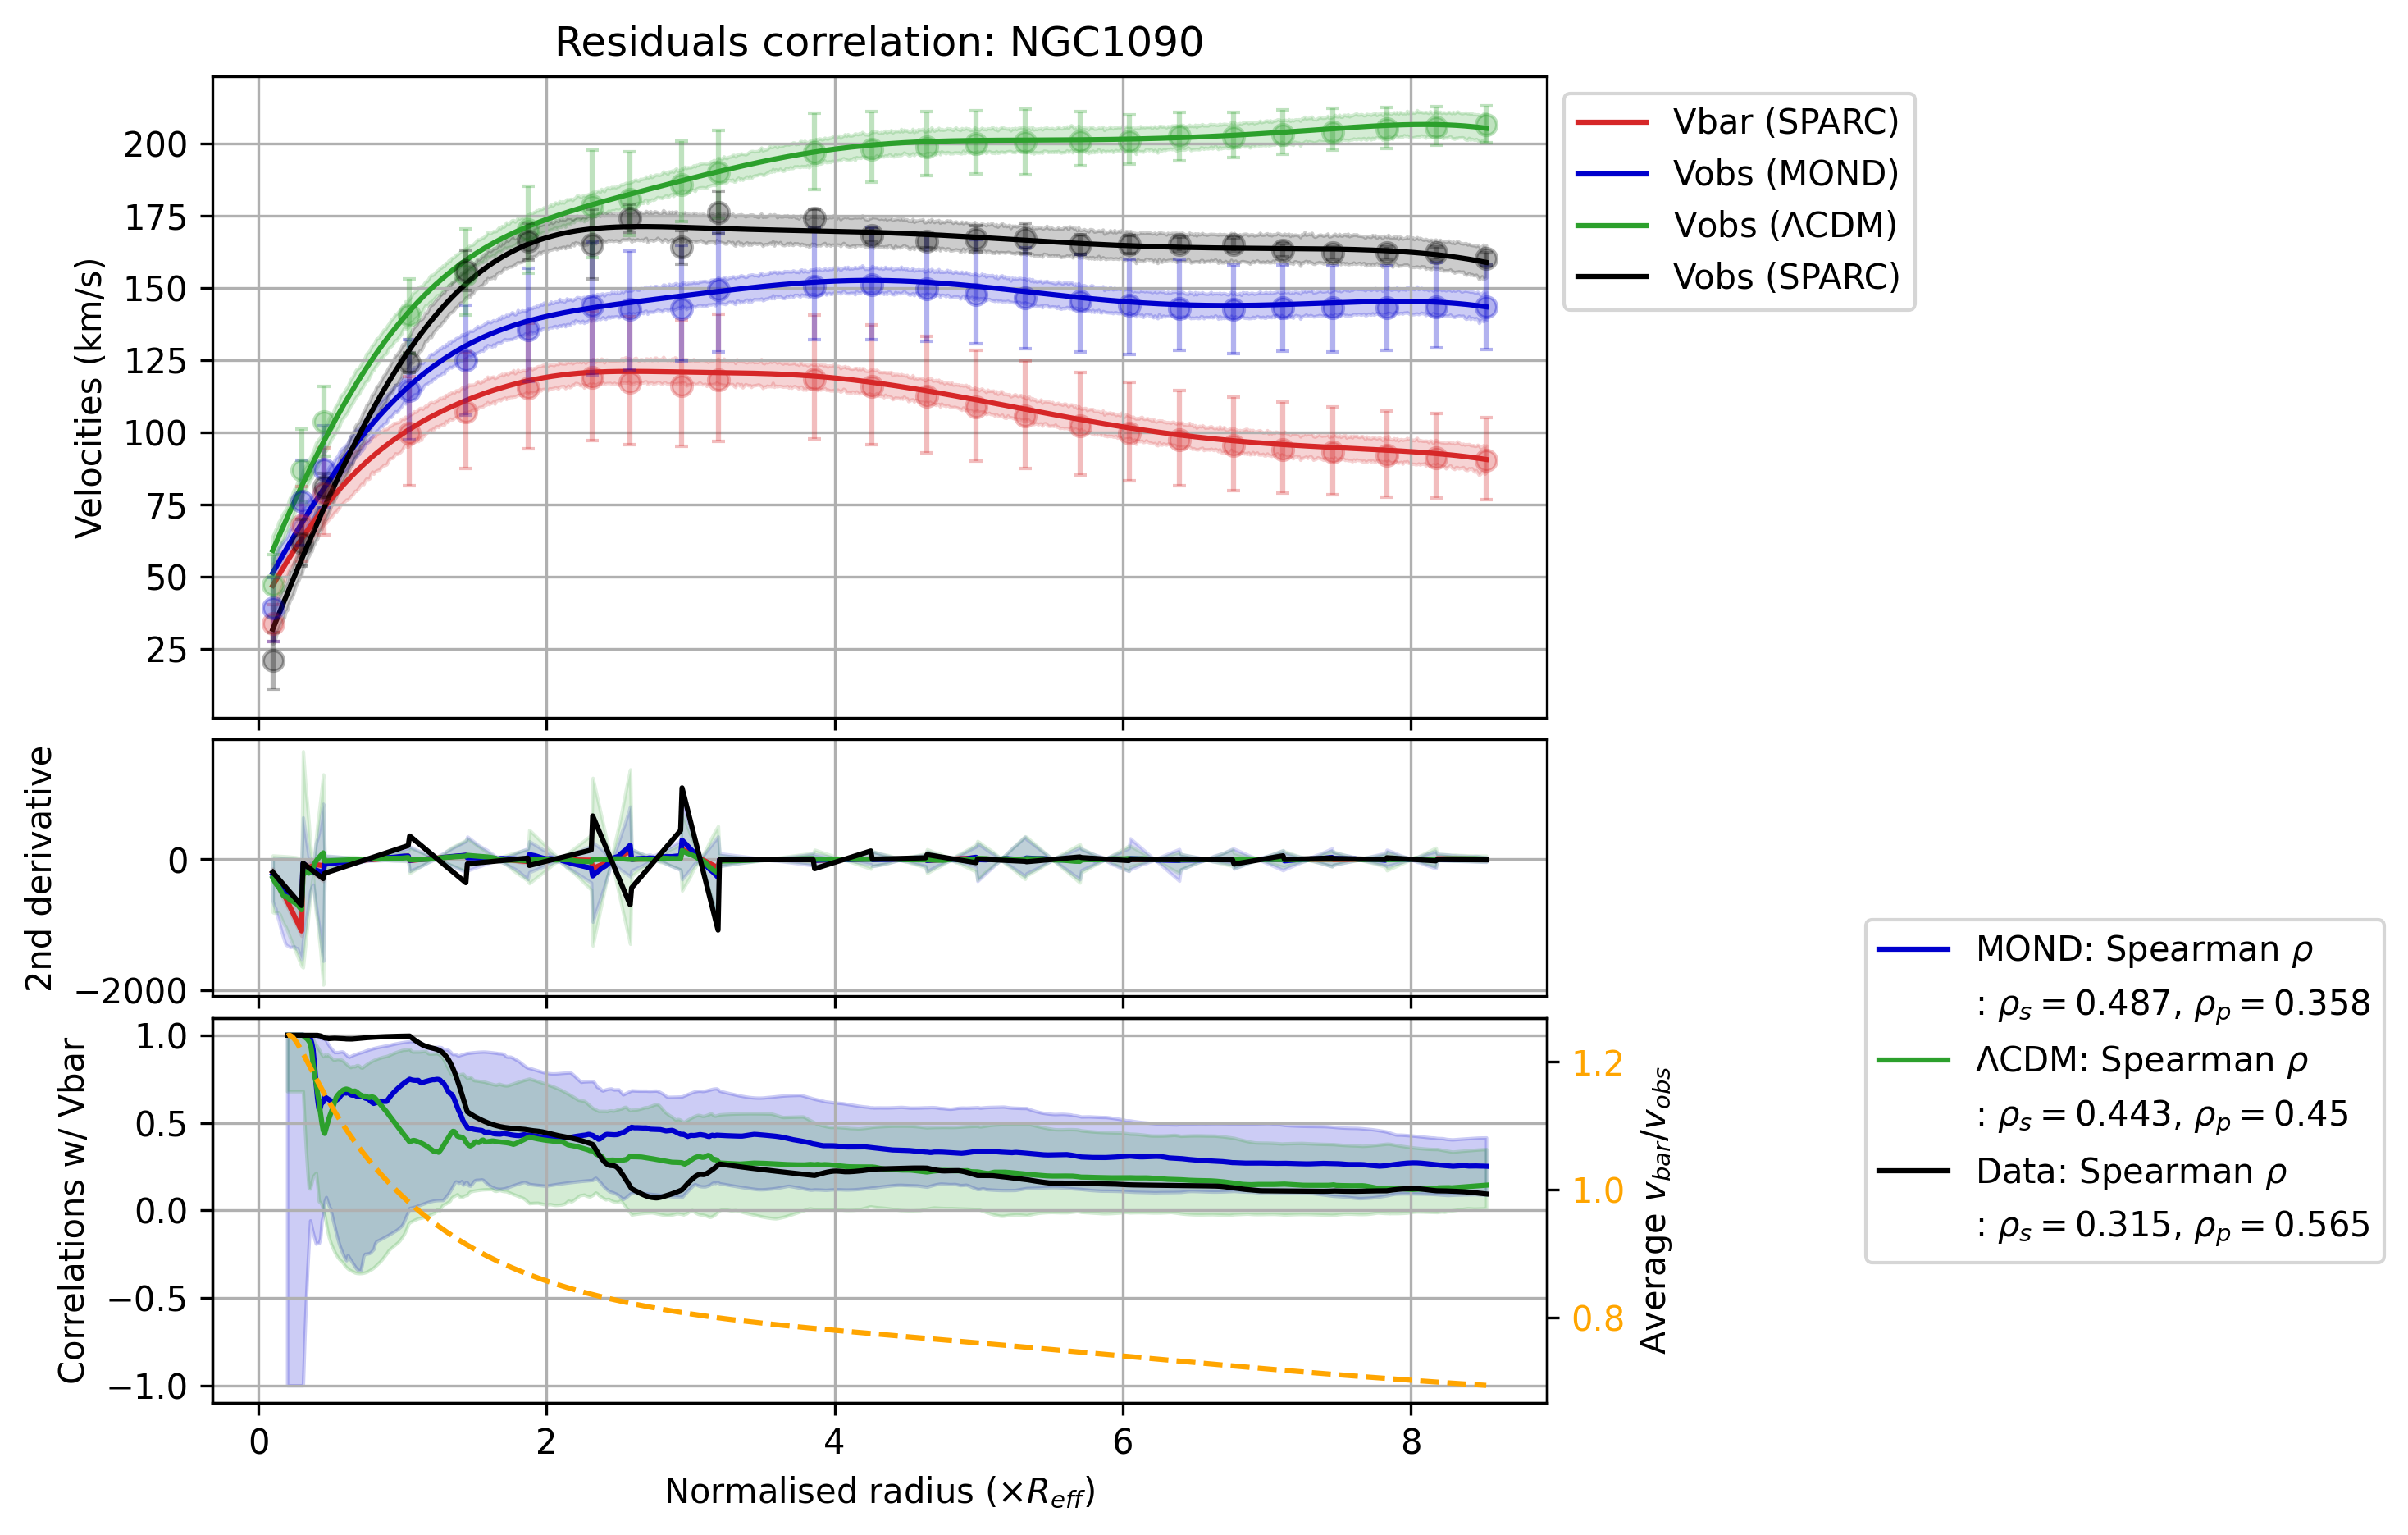 Residuals correlation: NGC1090
Velocities (km/s)
200
175
150
125
100
75
50
25
Vbar (SPARC)
Vobs (MOND)
Vobs (ΛCDM)
Vobs (SPARC)
2nd derivative
0
−2000
Correlations w/ Vbar
1.0
0.5
0.0
−0.5
−1.0
1.2
1.0
0.8
Average v_bar/v_obs
MOND: Spearman ρ
: ρ_s = 0.487, ρ_p = 0.358
ΛCDM: Spearman ρ
: ρ_s = 0.443, ρ_p = 0.45
Data: Spearman ρ
: ρ_s = 0.315, ρ_p = 0.565
0 2 4 6 8
Normalised radius (×R_eff)